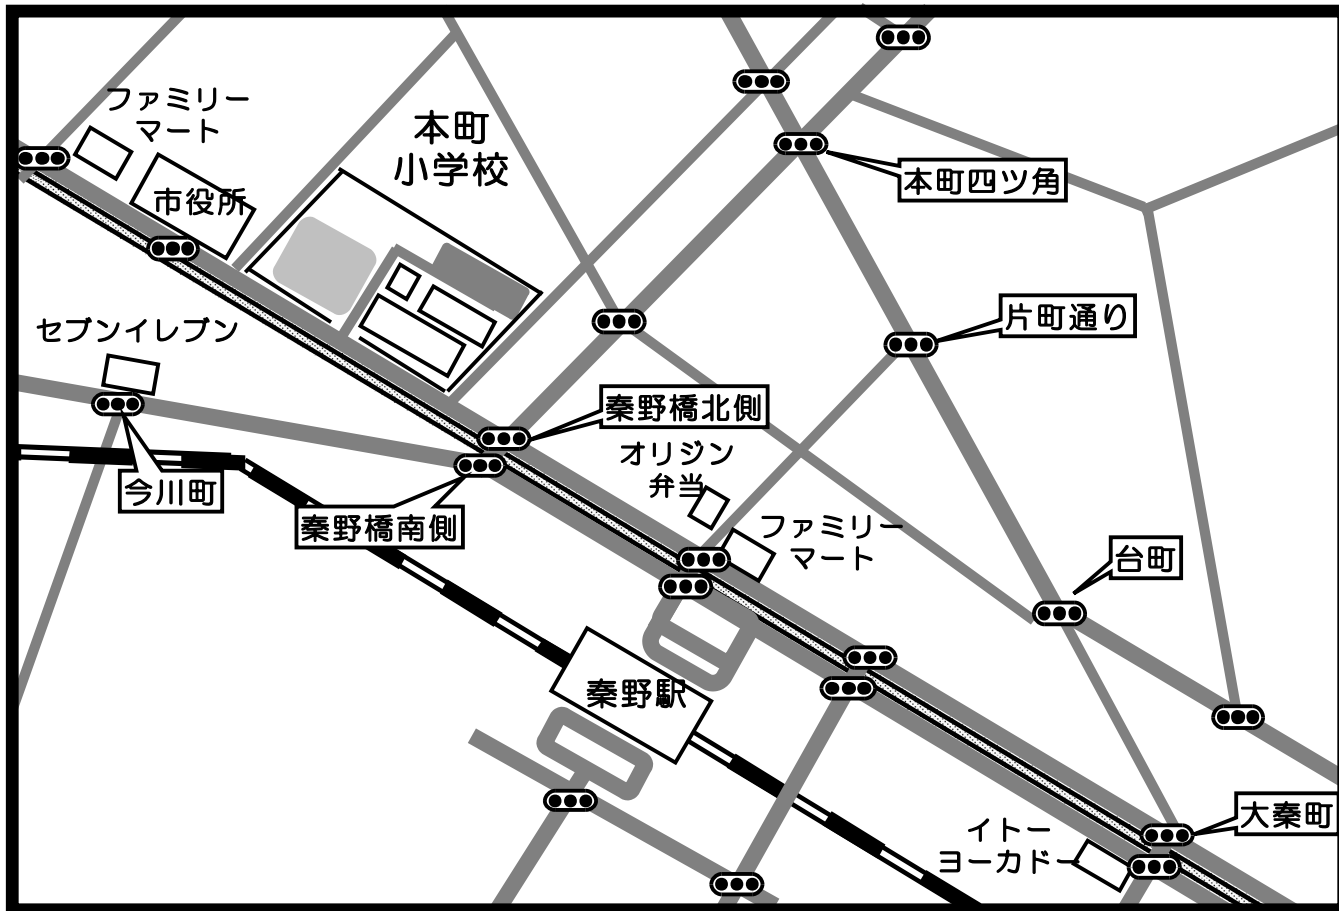 ファミリー
マート
本町
小学校
市役所
本町四ツ角
セブンイレブン
片町通り
秦野橋北側
オリジン
弁当
今川町
秦野橋南側
ファミリー
マート
台町
秦野駅
大秦町
イトー
ヨーカドー